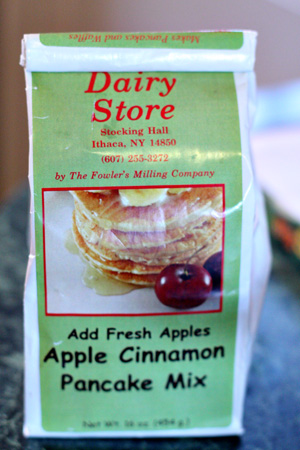 Makes Pancakes and Waffles
Dairy
Store
Stocking Hall
Ithaca, NY 14850
(607) 255-3272
by The Fowler's Milling Company
Add Fresh Apples
Apple Cinnamon
Pancake Mix
Net Wt. 16 oz (454 g)